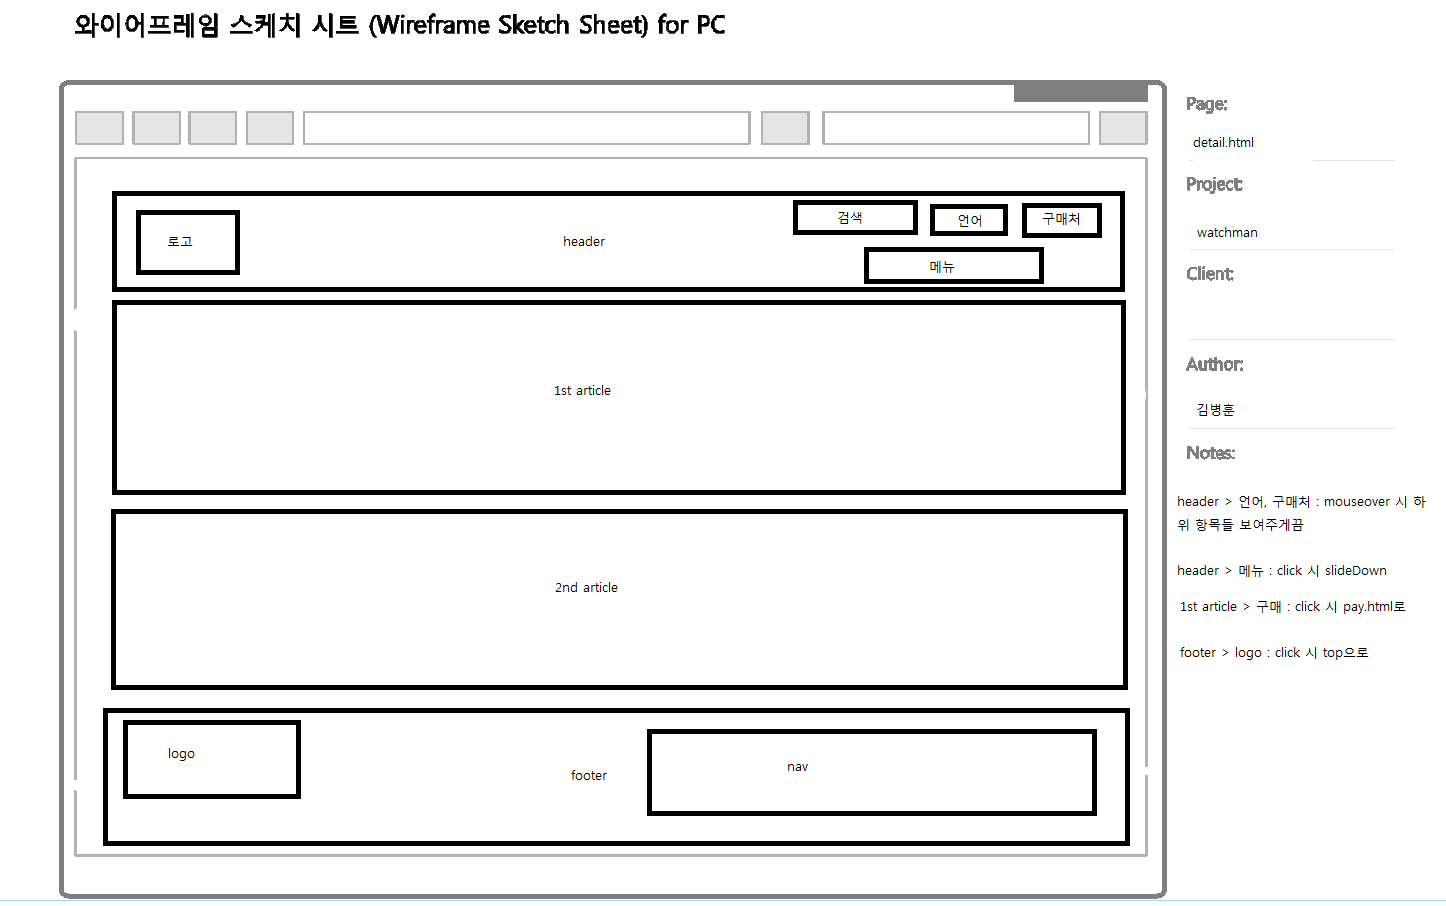 와이어프레임 스케치 시트 (Wireframe Sketch Sheet) for PC
로고
header
검색
언어
구매처
메뉴
1st article
2nd article
logo
footer
nav
Page:
detail.html
Project:
watchman
Client:
Author:
김병훈
Notes:
header > 언어, 구매처 : mouseover 시 하
위 항목들 보여주게끔
header > 메뉴 : click 시 slideDown
1st article > 구매 : click 시 pay.html로
footer > logo : click 시 top으로